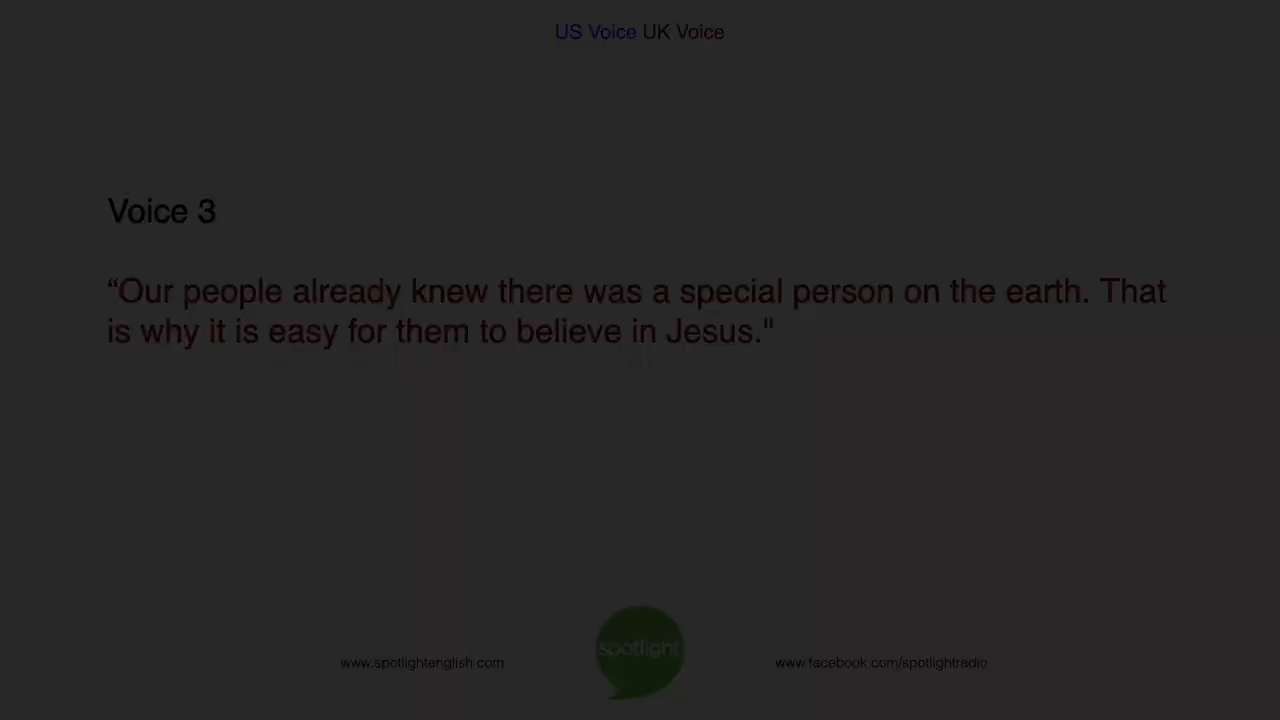 US Voice UK Voice
Voice 3
“Our people already knew there was a special person on the earth. That
is why it is easy for them to believe in Jesus."
spotlight
www.spotlightenglish.com
www.facebook.com/spotlightradio